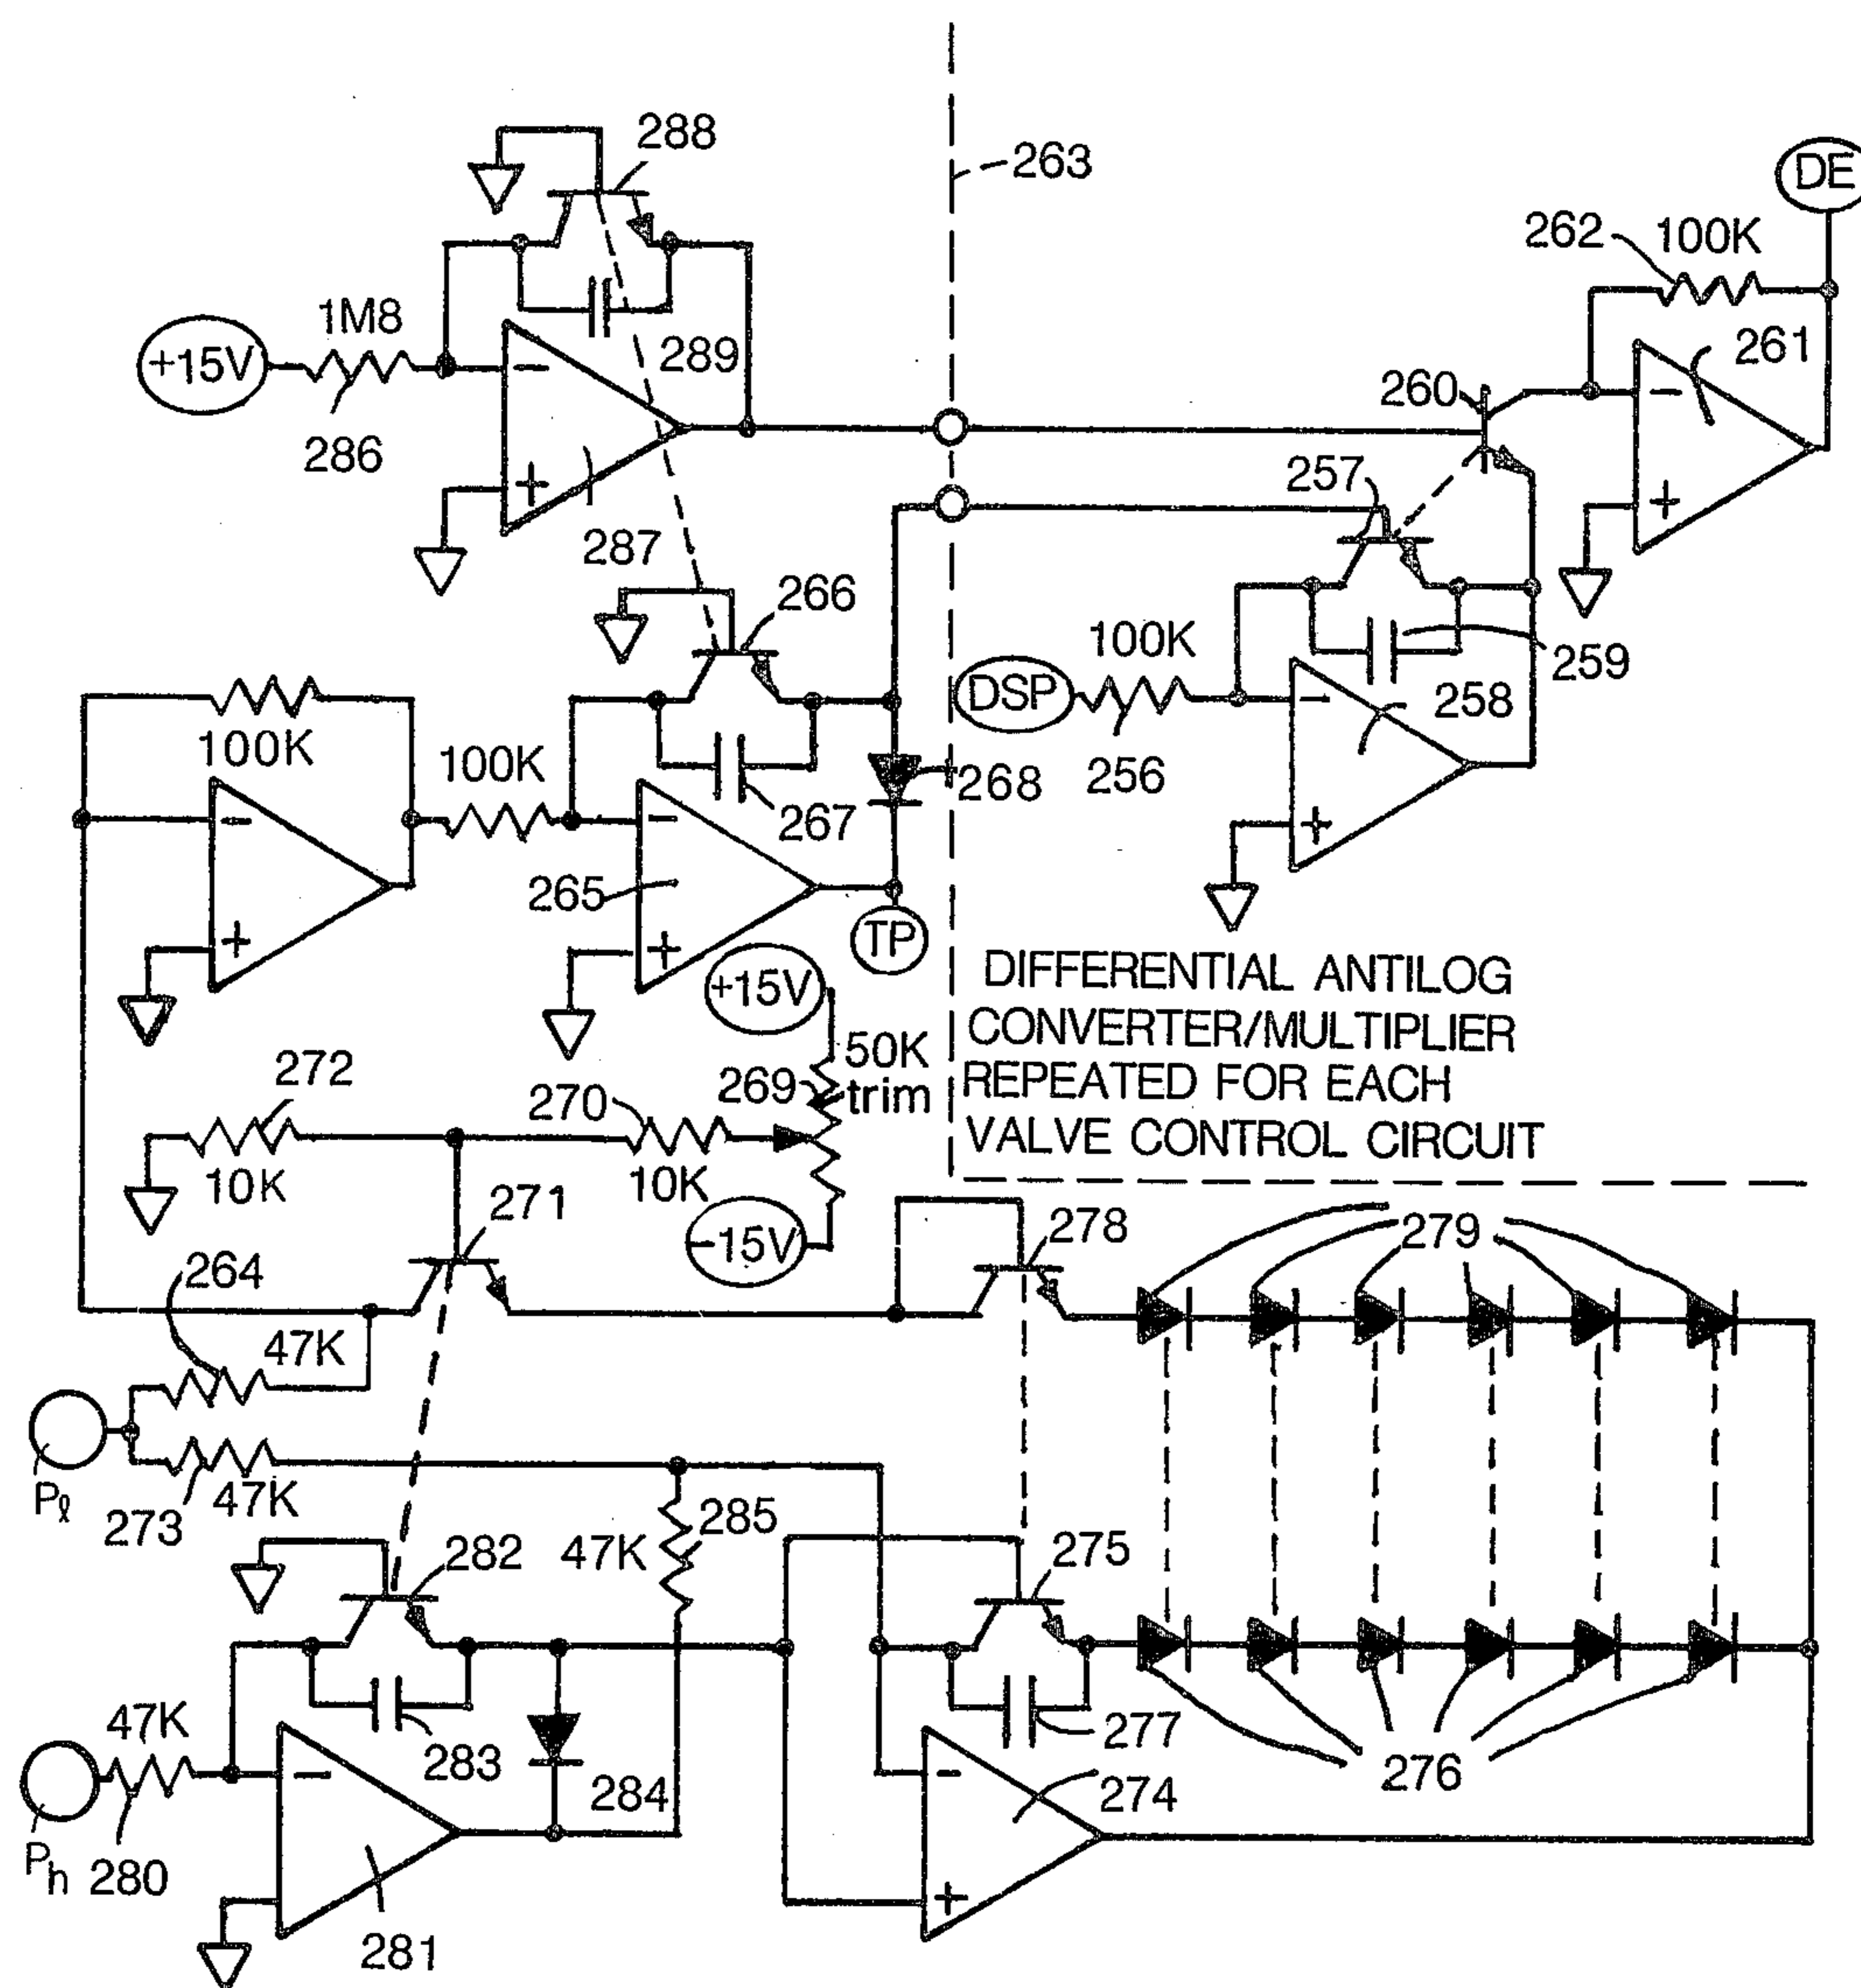 288
263
DE
262 100K
1M8
+15V
289
261
260
286
257
287
266
100K
259
DSP
258
100K
100K
268
256
267
265
TP
+15V
DIFFERENTIAL ANTILOG
CONVERTER/MULTIPLIER
REPEATED FOR EACH
VALVE CONTROL CIRCUIT
50K
trim
272
270
269
10K
10K
271
-15V
278
279
264
47K
Pℓ
273
47K
285
282
47K
275
47K
283
284
277
276
274
Ph
280
281
- + - + - + - + - + - + - +